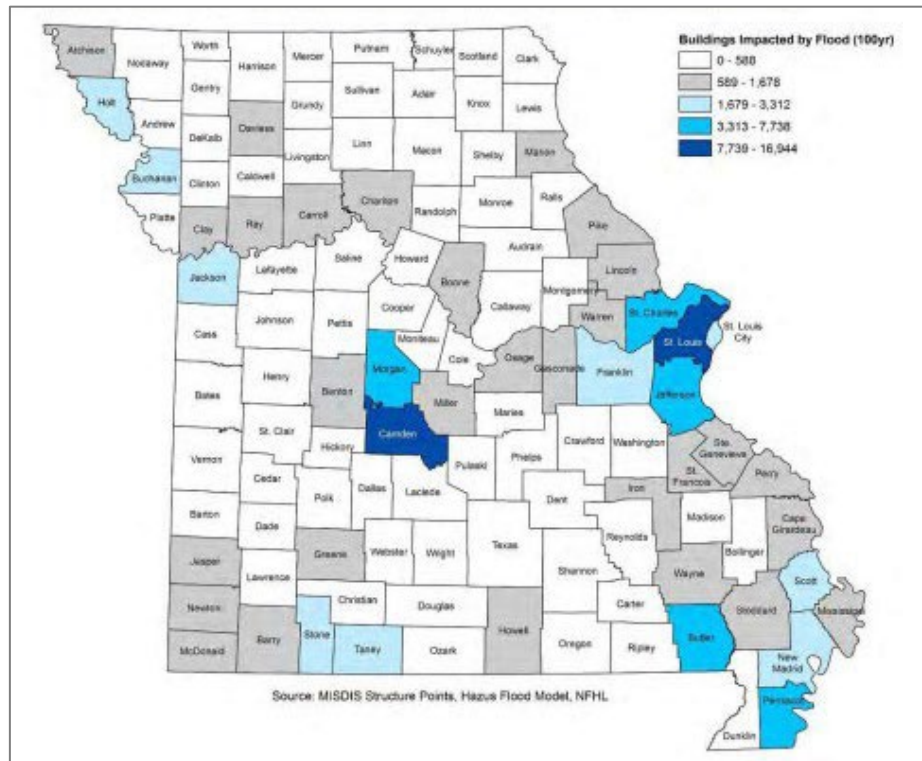 Buildings Impacted by Flood (100yr)
0 - 588
589 - 1,678
1,679 - 3,312
3,313 - 7,738
7,739 - 16,944
Atchison
Nodaway
Worth
Harrison
Mercer
Putnam
Schuyler
Scotland
Clark
Holt
Gentry
Grundy
Sullivan
Adair
Knox
Lewis
Andrew
DeKalb
Daviess
Livingston
Linn
Macon
Shelby
Marion
Buchanan
Clinton
Caldwell
Platte
Clay
Ray
Carroll
Chariton
Randolph
Monroe
Ralls
Pike
Audrain
Jackson
Lafayette
Saline
Howard
Boone
Callaway
Montgomery
Lincoln
Warren
St. Charles
St. Louis
St. Louis
City
Cass
Johnson
Pettis
Cooper
Moniteau
Cole
Osage
Gasconade
Franklin
Jefferson
Bates
Henry
Benton
Morgan
Miller
Maries
Camden
St. Clair
Hickory
Pulaski
Phelps
Crawford
Washington
Ste.
Genevieve
St.
Francois
Perry
Vernon
Cedar
Polk
Dallas
Laclede
Dent
Iron
Madison
Cape
Girardeau
Barton
Dade
Reynolds
Bollinger
Jasper
Greene
Webster
Wright
Texas
Shannon
Wayne
Scott
Lawrence
Christian
Douglas
Carter
Stoddard
Mississippi
Newton
McDonald
Barry
Stone
Taney
Ozark
Howell
Oregon
Ripley
Butler
New
Madrid
Pemiscot
Dunklin
Source: MISDIS Structure Points, Hazus Flood Model, NFHL